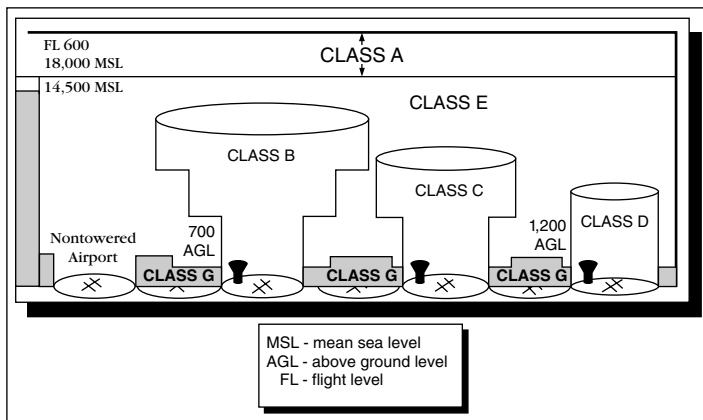 FL 600
18,000 MSL
CLASS A
14,500 MSL
CLASS E
CLASS B
CLASS C
CLASS D
Nontowered
Airport
700
AGL
1,200
AGL
CLASS G
CLASS G
CLASS G
MSL - mean sea level
AGL - above ground level
FL - flight level